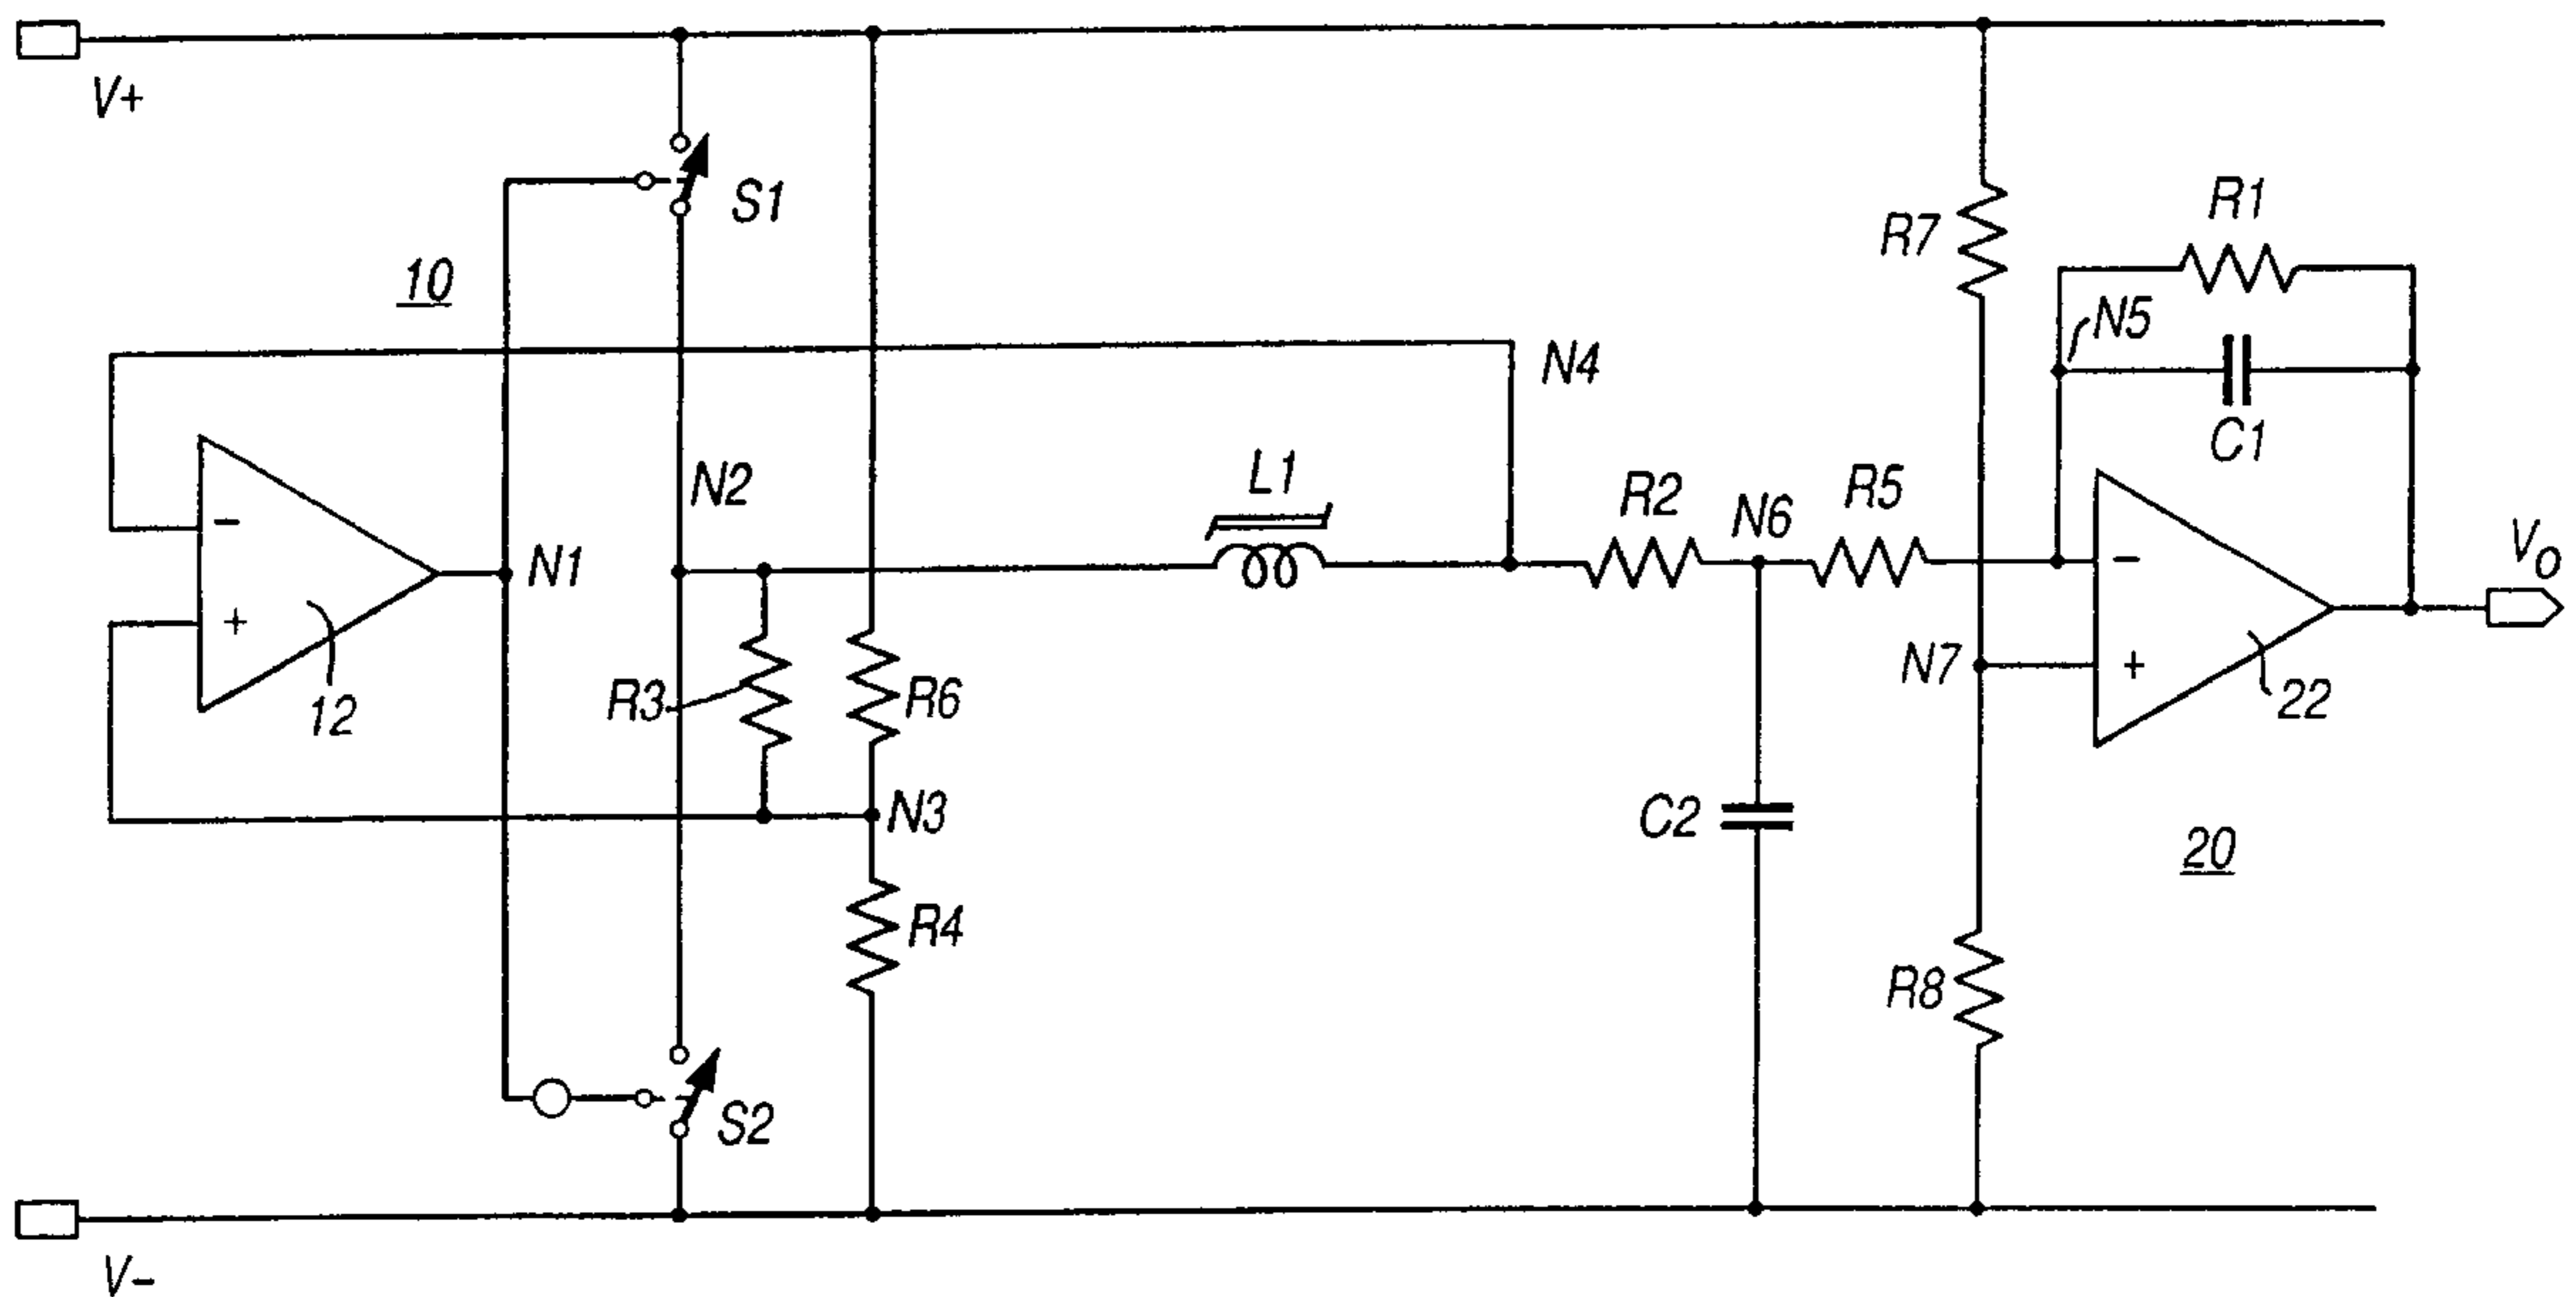 V+
S1
10
R7
R1
N5
N4
C1
L1
N2
R2
N6
R5
-
N1
-
Vo
+
N7
+
12
R3
R6
22
N3
C2
20
R4
R8
S2
V-